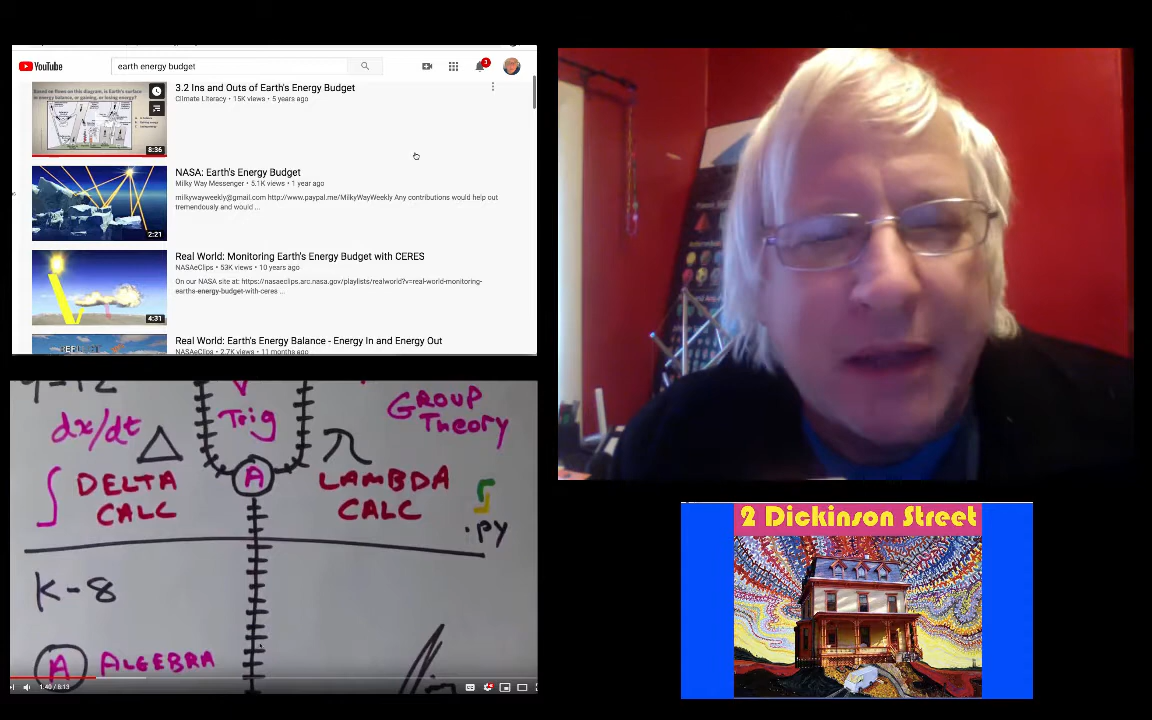 YouTube
earth energy budget
3
3.2 Ins and Outs of Earth's Energy Budget
Climate Literacy • 15K views • 5 years ago
8:36
NASA: Earth's Energy Budget
Milky Way Messenger • 5.1K views • 1 year ago
milkywayweekly@gmail.com http://www.paypal.me/MilkyWayWeekly Any contributions would help out
tremendously and would ...
2:21
Real World: Monitoring Earth's Energy Budget with CERES
NASAeClips • 53K views • 10 years ago
On our NASA site at: https://nasaeclips.arc.nasa.gov/playlists/realworld?v=real-world-monitoring-
earths-energy-budget-with-ceres ...
4:31
Real World: Earth's Energy Balance - Energy In and Energy Out
NASAeClips • 2.7K views • 11 months ago
9-12
dx/dt
Δ
Trig
π
GROUP
Theory
∫ DELTA
CALC
A
LAMBDA
CALC
.PY
K-8
A ALGEBRA
1:40 / 8:13
2 Dickinson Street